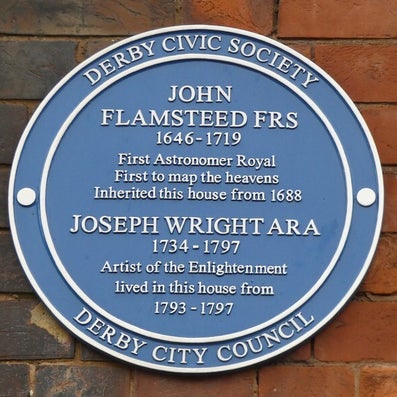 DERBY CIVIC SOCIETY
JOHN
FLAMSTEED FRS
1646-1719
First Astronomer Royal
First to map the heavens
Inherited this house from 1688
JOSEPH WRIGHT ARA
1734-1797
Artist of the Enlightenment
lived in this house from
1793-1797
DERBY CITY COUNCIL